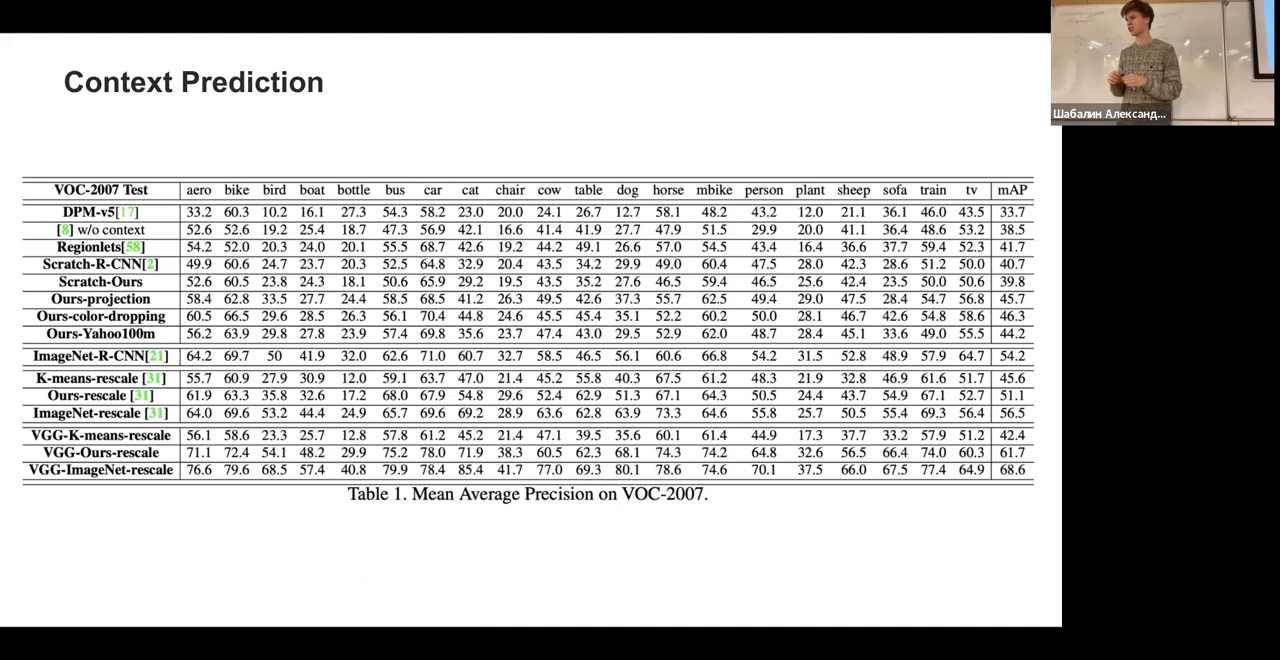 Context Prediction
Шабалин Александ...
VOC-2007 Test aero bike bird boat bottle bus car cat chair cow table dog horse mbike person plant sheep sofa train tv mAP
DPM-v5[17] 33.2 60.3 10.2 16.1 27.3 54.3 58.2 23.0 20.0 24.1 26.7 12.7 58.1 48.2 43.2 12.0 21.1 36.1 46.0 43.5 33.7
[8] w/o context 52.6 52.6 19.2 25.4 18.7 47.3 56.9 42.1 16.6 41.4 41.9 27.7 47.9 51.5 29.9 20.0 41.1 36.4 48.6 53.2 38.5
Regionlets[58] 54.2 52.0 20.3 24.0 20.1 55.5 68.7 42.6 19.2 44.2 49.1 26.6 57.0 54.5 43.4 16.4 36.6 37.7 59.4 52.3 41.7
Scratch-R-CNN[2] 49.9 60.6 24.7 23.7 20.3 52.5 64.8 32.9 20.4 43.5 34.2 29.9 49.0 60.4 47.5 28.0 42.3 28.6 51.2 50.0 40.7
Scratch-Ours 52.6 60.5 23.8 24.3 18.1 50.6 65.9 29.2 19.5 43.5 35.2 27.6 46.5 59.4 46.5 25.6 42.4 23.5 50.0 50.6 39.8
Ours-projection 58.4 62.8 33.5 27.7 24.4 58.5 68.5 41.2 26.3 49.5 42.6 37.3 55.7 62.5 49.4 29.0 47.5 28.4 54.7 56.8 45.7
Ours-color-dropping 60.5 66.5 29.6 28.5 26.3 56.1 70.4 44.8 24.6 45.5 45.4 35.1 52.2 60.2 50.0 28.1 46.7 42.6 54.8 58.6 46.3
Ours-Yahoo100m 56.2 63.9 29.8 27.8 23.9 57.4 69.8 35.6 23.7 47.4 43.0 29.5 52.9 62.0 48.7 28.4 45.1 33.6 49.0 55.5 44.2
ImageNet-R-CNN[21] 64.2 69.7 50 41.9 32.0 62.6 71.0 60.7 32.7 58.5 46.5 56.1 60.6 66.8 54.2 31.5 52.8 48.9 57.9 64.7 54.2
K-means-rescale [31] 55.7 60.9 27.9 30.9 12.0 59.1 63.7 47.0 21.4 45.2 55.8 40.3 67.5 61.2 48.3 21.9 32.8 46.9 61.6 51.7 45.6
Ours-rescale [31] 61.9 63.3 35.8 32.6 17.2 68.0 67.9 54.8 29.6 52.4 62.9 51.3 67.1 64.3 50.5 24.4 43.7 54.9 67.1 52.7 51.1
ImageNet-rescale [31] 64.0 69.6 53.2 44.4 24.9 65.7 69.6 69.2 28.9 63.6 62.8 63.9 73.3 64.6 55.8 25.7 50.5 55.4 69.3 56.4 56.5
VGG-K-means-rescale 56.1 58.6 23.3 25.7 12.8 57.8 61.2 45.2 21.4 47.1 39.5 35.6 60.1 61.4 44.9 17.3 37.7 33.2 57.9 51.2 42.4
VGG-Ours-rescale 71.1 72.4 54.1 48.2 29.9 75.2 78.0 71.9 38.3 60.5 62.3 68.1 74.3 74.2 64.8 32.6 56.5 66.4 74.0 60.3 61.7
VGG-ImageNet-rescale 76.6 79.6 68.5 57.4 40.8 79.9 78.4 85.4 41.7 77.0 69.3 80.1 78.6 74.6 70.1 37.5 66.0 67.5 77.4 64.9 68.6
Table 1. Mean Average Precision on VOC-2007.